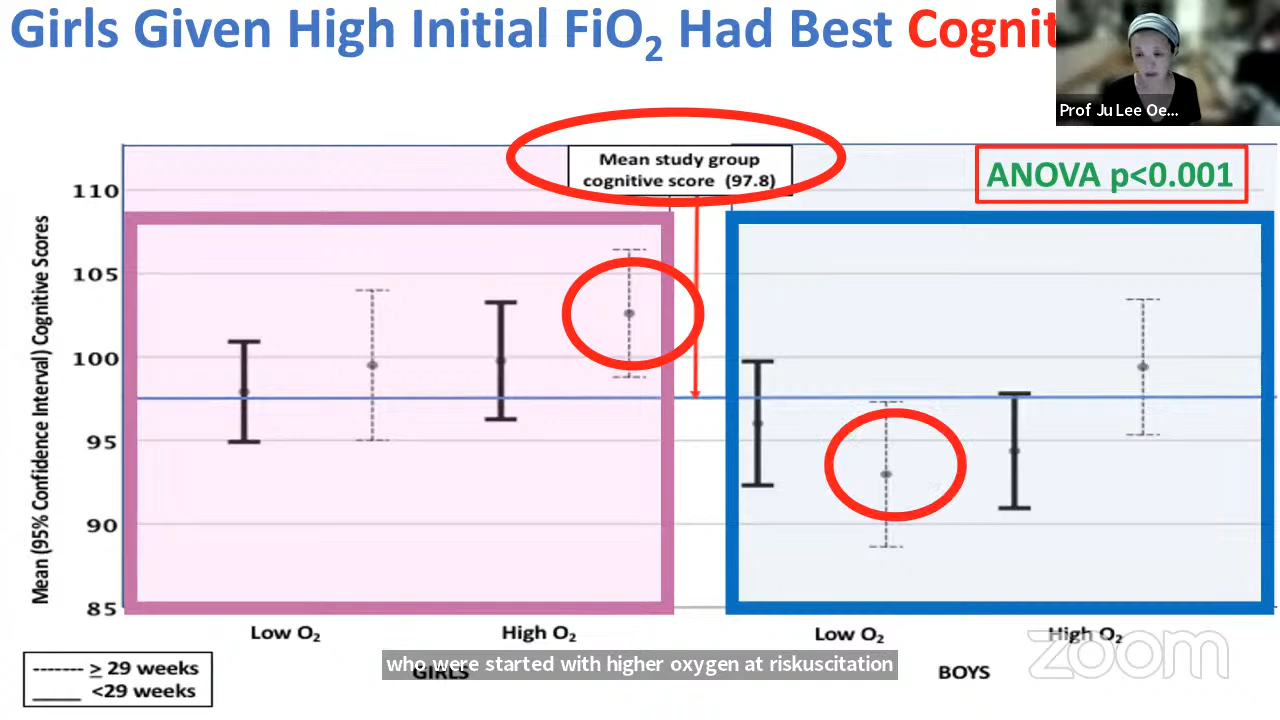 Girls Given High Initial FiO₂ Had Best Cognit
Prof Ju Lee Oe...
Mean study group
cognitive score (97.8)
ANOVA p<0.001
Mean (95% Confidence Interval) Cognitive Scores
110
105
100
95
90
85
Low O₂
High O₂
Low O₂
High O₂
GIRLS
BOYS
who were started with higher oxygen at riskuscitation
≥ 29 weeks
<29 weeks
zoom